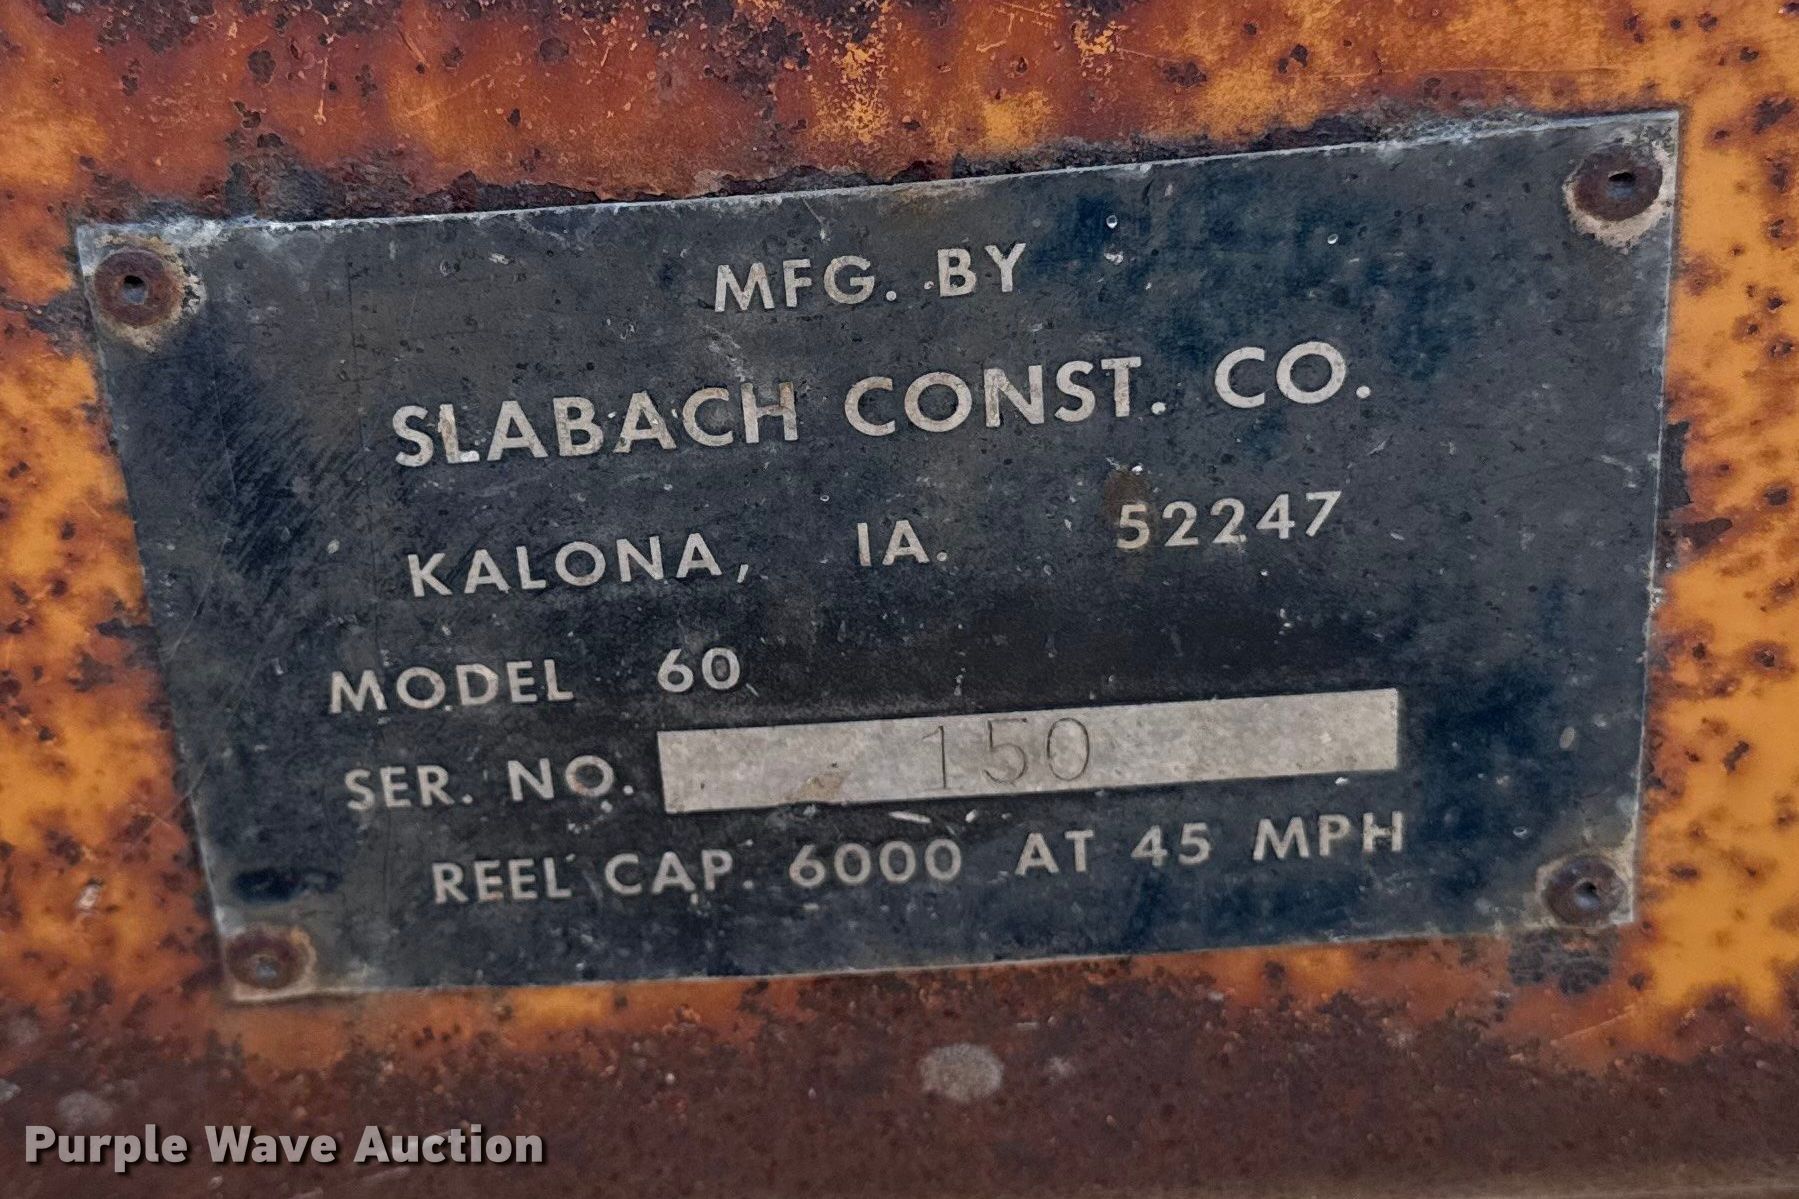 MFG. BY
SLABACH CONST. CO.
KALONA, IA. 52247
MODEL 60
SER. NO. 150
REEL CAP. 6000 AT 45 MPH
Purple Wave Auction